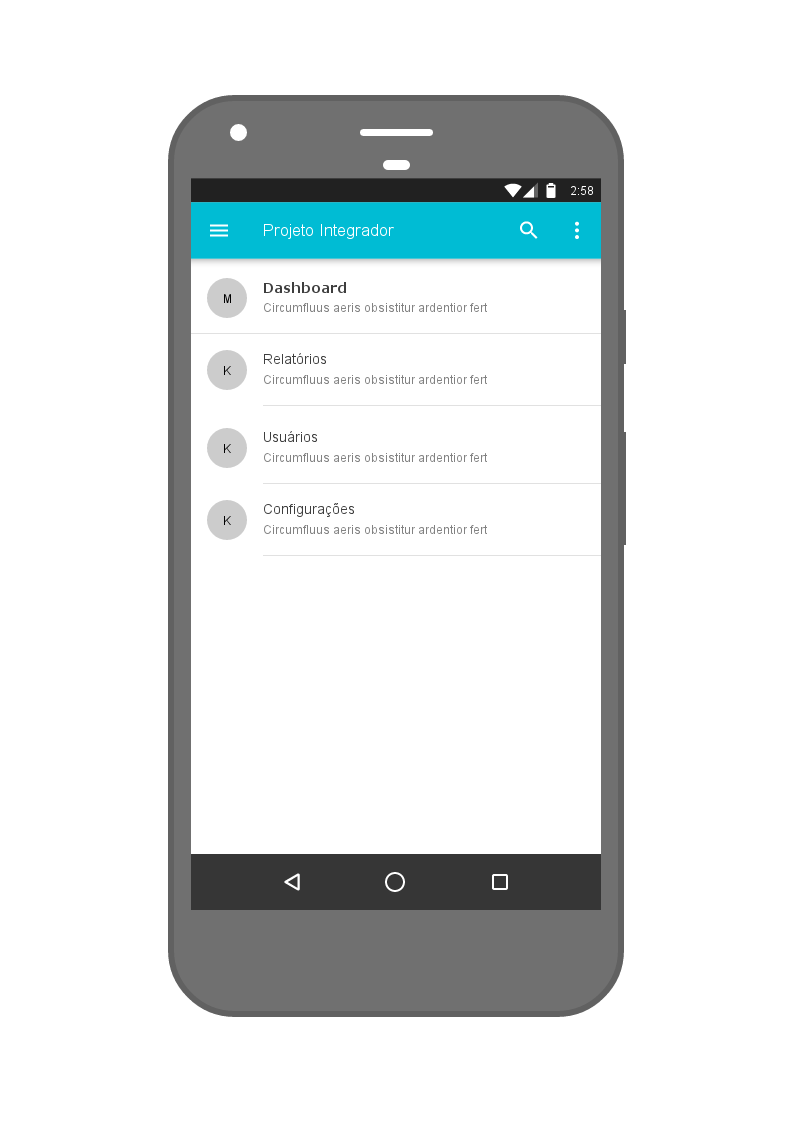 2:58
Projeto Integrador
M
Dashboard
Circumfluus aeris obsistitur ardentior fert
K
Relatórios
Circumfluus aeris obsistitur ardentior fert
K
Usuários
Circumfluus aeris obsistitur ardentior fert
K
Configurações
Circumfluus aeris obsistitur ardentior fert